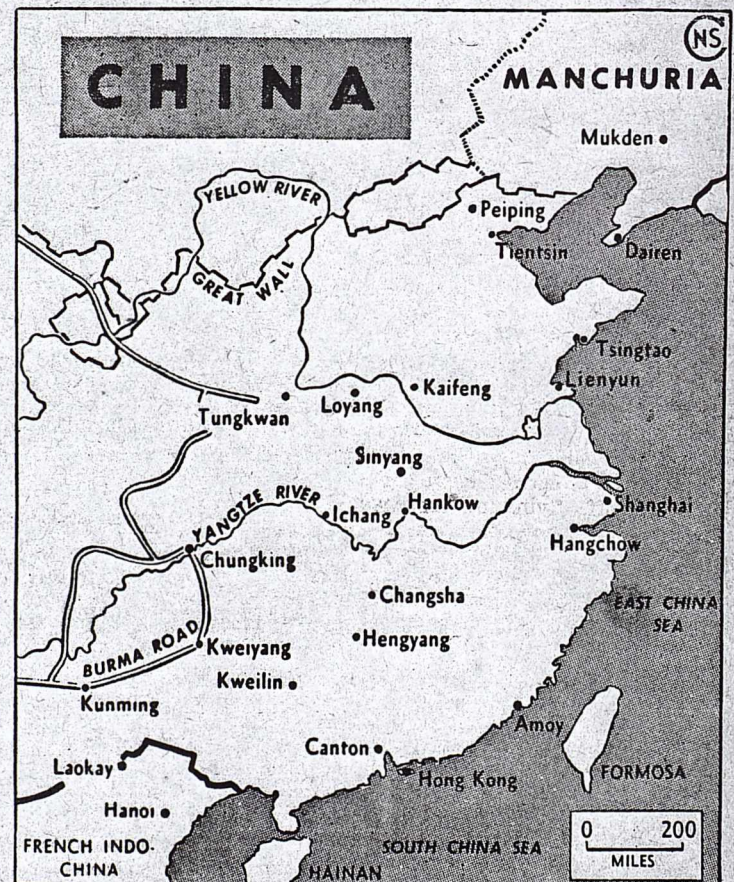 NS
CHINA
MANCHURIA
Mukden
YELLOW RIVER
Peiping
Tientsin
Dairen
GREAT WALL
Tsingtao
Lienyun
Kaifeng
Loyang
Tungkwan
Sinyang
YANGTZE RIVER
Ichang
Hankow
Shanghai
Hangchow
Chungking
Changsha
EAST CHINA
SEA
BURMA ROAD
Kweiyang
Hengyang
Kweilin
Kunming
Amoy
Canton
Laokay
Hong Kong
FORMOSA
Hanoi
FRENCH INDO-
CHINA
HAINAN
SOUTH CHINA SEA
0 200
MILES